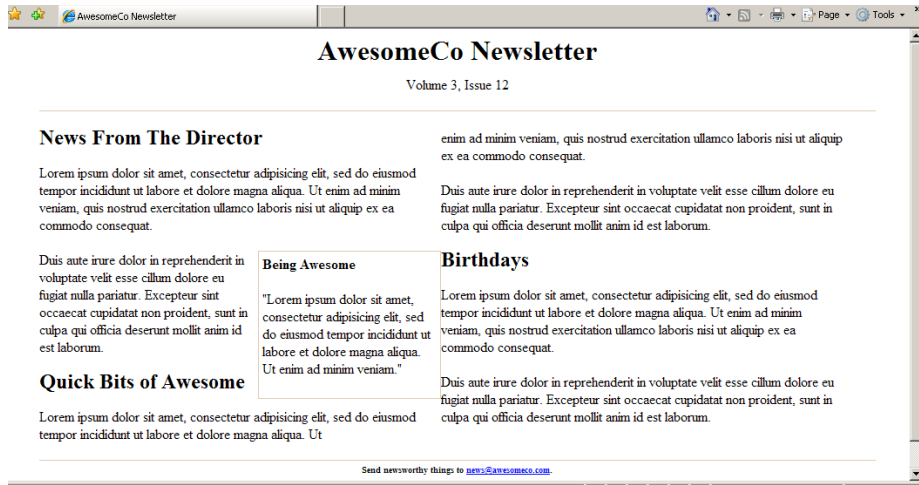 AwesomeCo Newsletter
Page
Tools
AwesomeCo Newsletter
Volume 3, Issue 12
News From The Director
Lorem ipsum dolor sit amet, consectetur adipisicing elit, sed do eiusmod
tempor incididunt ut labore et dolore magna aliqua. Ut enim ad minim
veniam, quis nostrud exercitation ullamco laboris nisi ut aliquip ex ea
commodo consequat.
Duis aute irure dolor in reprehenderit in
voluptate velit esse cillum dolore eu
fugiat nulla pariatur. Excepteur sint
occaecat cupidatat non proident, sunt in
culpa qui officia deserunt mollit anim id
est laborum.
Being Awesome
"Lorem ipsum dolor sit amet,
consectetur adipisicing elit, sed
do eiusmod tempor incididunt ut
labore et dolore magna aliqua.
Ut enim ad minim veniam."
Quick Bits of Awesome
Lorem ipsum dolor sit amet, consectetur adipisicing elit, sed do eiusmod
tempor incididunt ut labore et dolore magna aliqua. Ut
enim ad minim veniam, quis nostrud exercitation ullamco laboris nisi ut aliquip
ex ea commodo consequat.
Duis aute irure dolor in reprehenderit in voluptate velit esse cillum dolore eu
fugiat nulla pariatur. Excepteur sint occaecat cupidatat non proident, sunt in
culpa qui officia deserunt mollit anim id est laborum.
Birthdays
Lorem ipsum dolor sit amet, consectetur adipisicing elit, sed do eiusmod
tempor incididunt ut labore et dolore magna aliqua. Ut enim ad minim
veniam, quis nostrud exercitation ullamco laboris nisi ut aliquip ex ea
commodo consequat.
Duis aute irure dolor in reprehenderit in voluptate velit esse cillum dolore eu
fugiat nulla pariatur. Excepteur sint occaecat cupidatat non proident, sunt in
culpa qui officia deserunt mollit anim id est laborum.
Send newsworthy things to news@awesomeco.com.